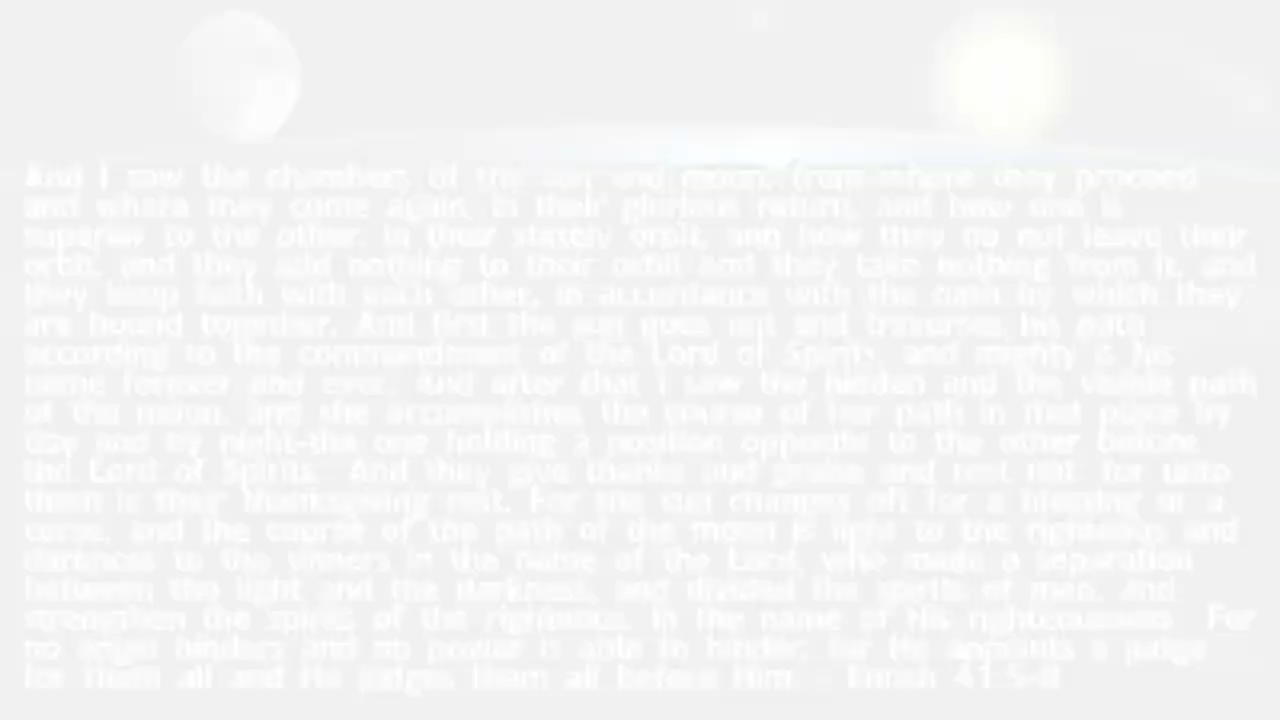 And I saw the chambers of the sun and moon, from where they proceed
and where they come again, in their glorious return, and how one is
superior to the other, in their stately orbit, and how they do not leave their
orbit, and they add nothing to their orbit and they take nothing from it, and
they keep faith with each other, in accordance with the oath by which they
are bound together. And first the sun goes out and traverses his path
according to the commandment of the Lord of Spirits, and mighty is his
name forever and ever. And after that I saw the hidden and the visible path
of the moon, and she accomplishes the course of her path in that place by
day and by night-the one holding a position opposite to the other before
the Lord of Spirits. And they give thanks and praise and rest not for unto
them is their thanksgiving rest. For the sun changes oft for a blessing or a
curse, and the course of the path of the moon is light to the righteous and
darkness to the sinners in the name of the Lord, who made a separation
between the light and the darkness, and divided the spirits of men, and
strengthen the spirits of the righteous, in the name of His righteousness. For
no angel hinders and no power is able to hinder; for He appoints a judge
for them all and He judges them all before Him. - Enoch 41:5-8